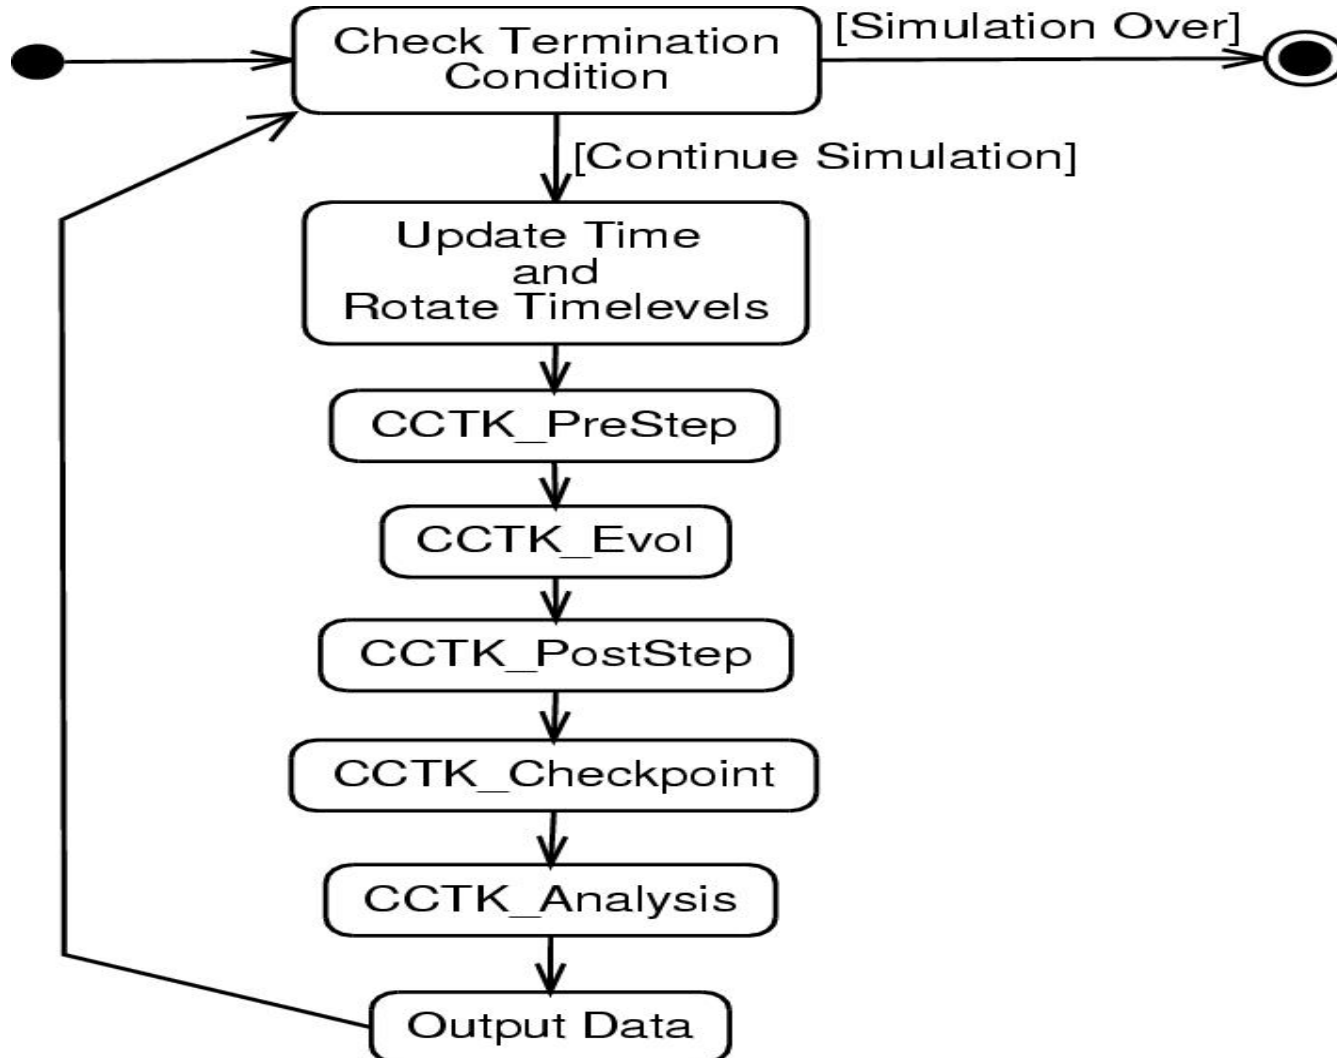 Check Termination
Condition
[Simulation Over]
[Continue Simulation]
Update Time
and
Rotate Timelevels
CCTK_PreStep
CCTK_Evol
CCTK_PostStep
CCTK_Checkpoint
CCTK_Analysis
Output Data